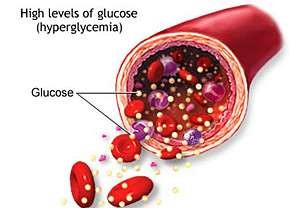 High levels of glucose
(hyperglycemia)
Glucose